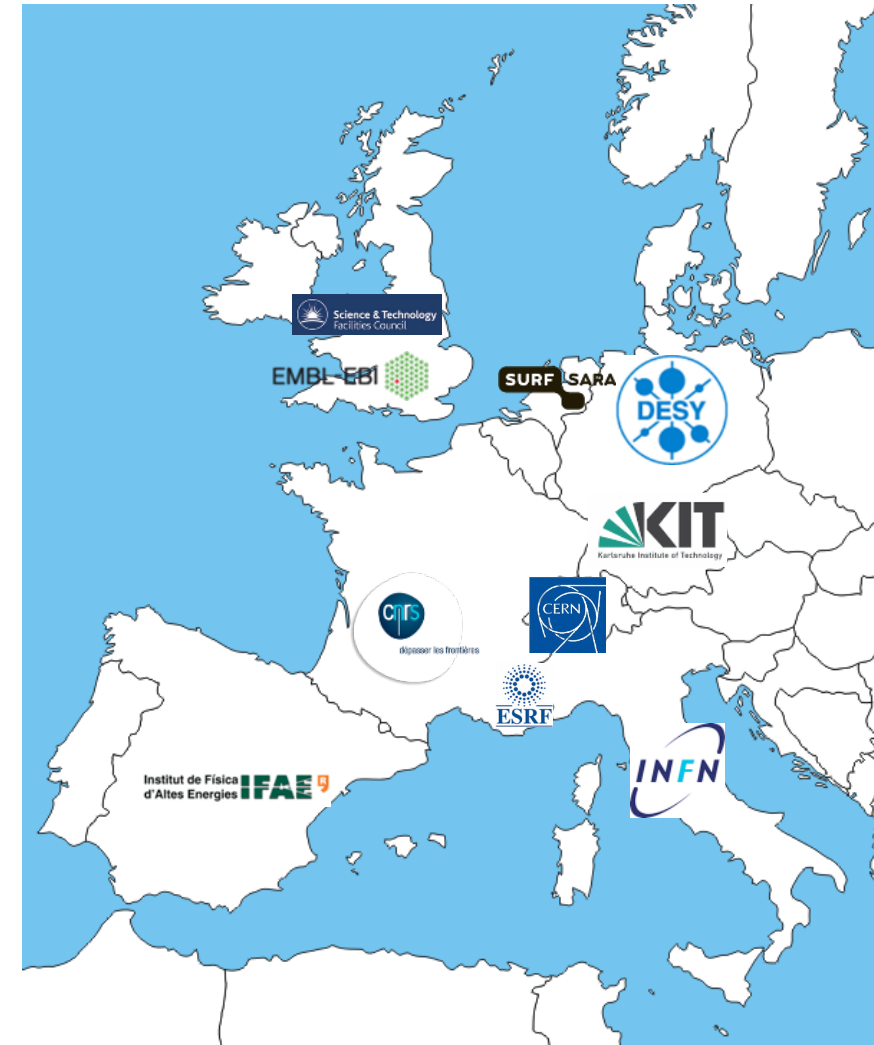 Science & Technology
Facilities Council
EMBL-EBI
SURF SARA
DESY
KIT
Karlsruhe Institute of Technology
CERN
cnrs
dépasser les frontières
ESRF
INFN
Institut de Física
d'Altes Energies IFAE